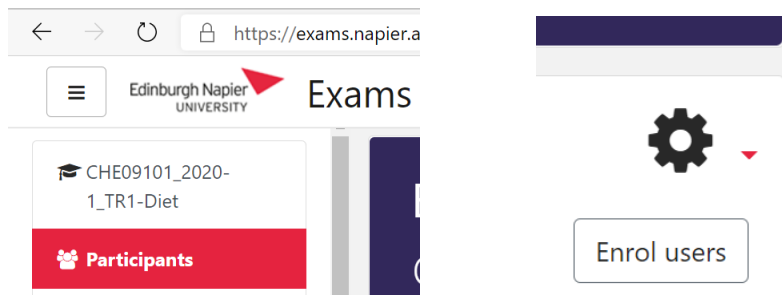 https://exams.napier.a
Edinburgh Napier
UNIVERSITY
Exams
CHE09101_2020-
1_TR1-Diet
Participants
Enrol users